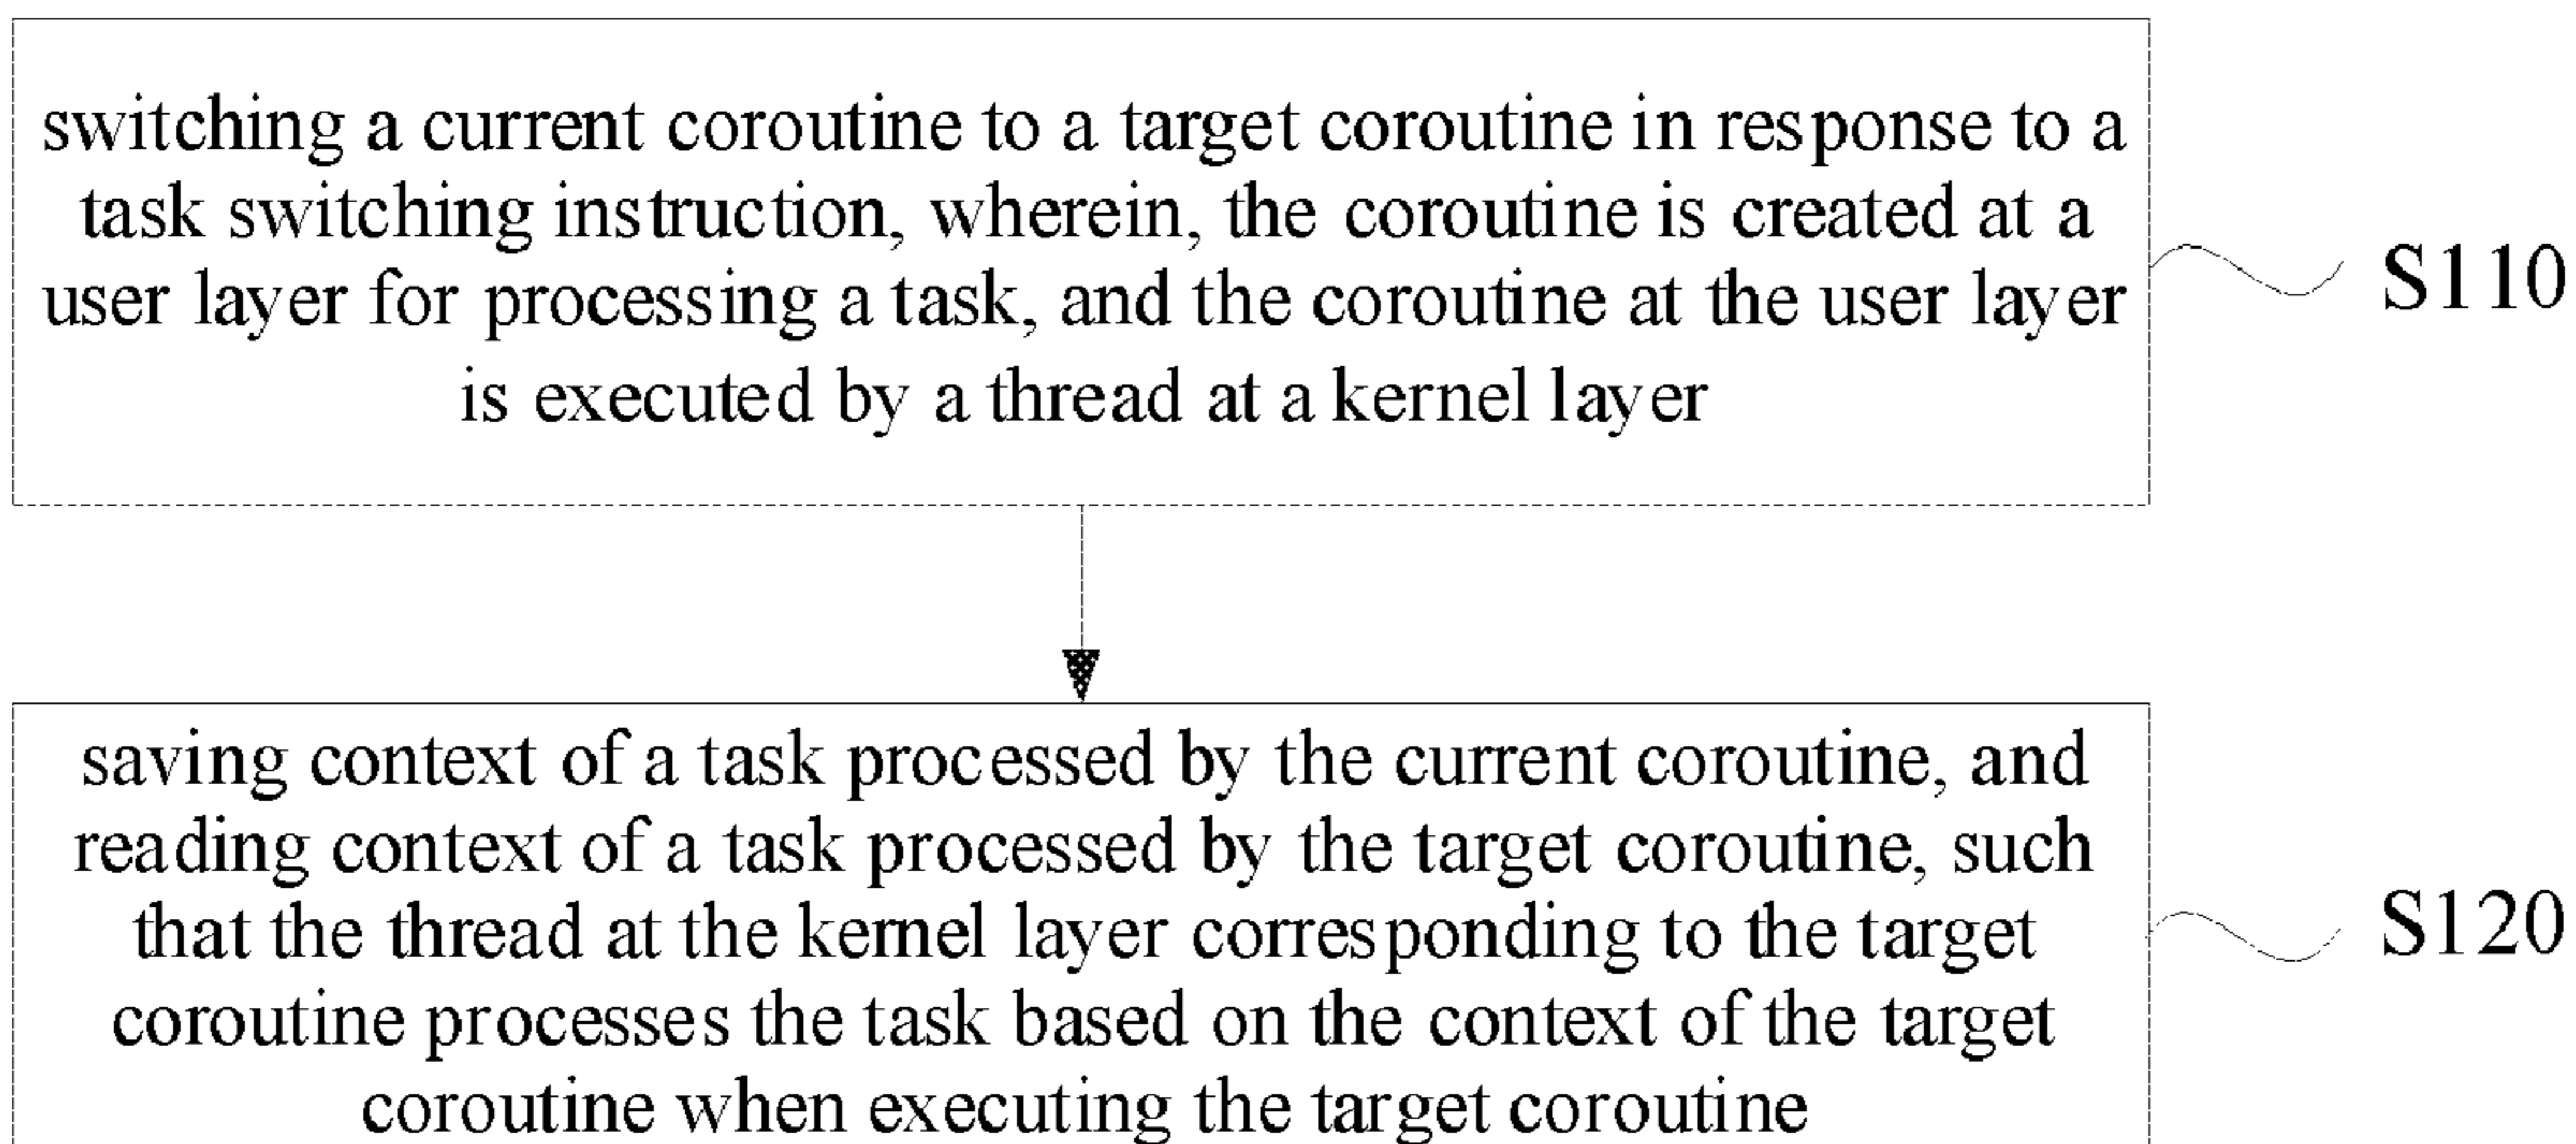 switching a current coroutine to a target coroutine in response to a
task switching instruction, wherein, the coroutine is created at a
user layer for processing a task, and the coroutine at the user layer
is executed by a thread at a kernel layer
S110
saving context of a task processed by the current coroutine, and
reading context of a task processed by the target coroutine, such
that the thread at the kernel layer corresponding to the target
coroutine processes the task based on the context of the target
coroutine when executing the target coroutine
S120